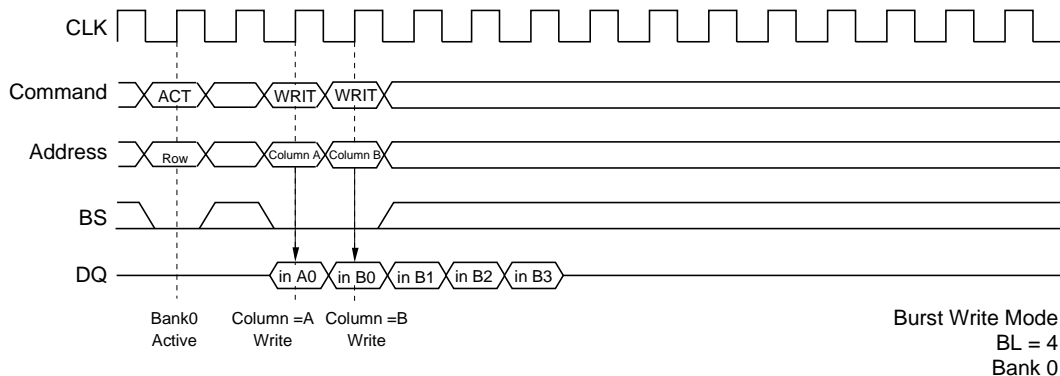 CLK
Command ACT WRIT WRIT
Address Row Column A Column B
BS
DQ in A0 in B0 in B1 in B2 in B3
Bank0 Column =A Column =B
Active Write Write
Burst Write Mode
BL = 4
Bank 0